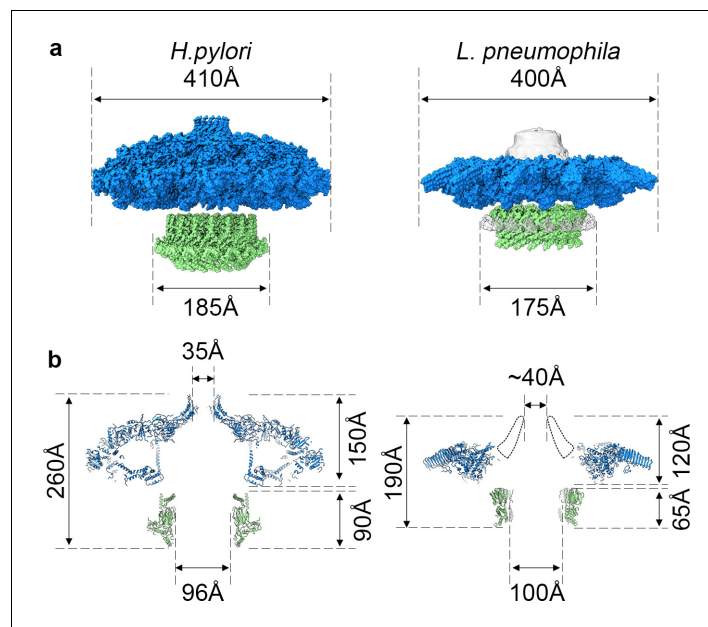 a
H.pylori
L. pneumophila
410Å
400Å
185Å
175Å
b
35Å
~40Å
260Å
150Å
90Å
190Å
120Å
65Å
96Å
100Å